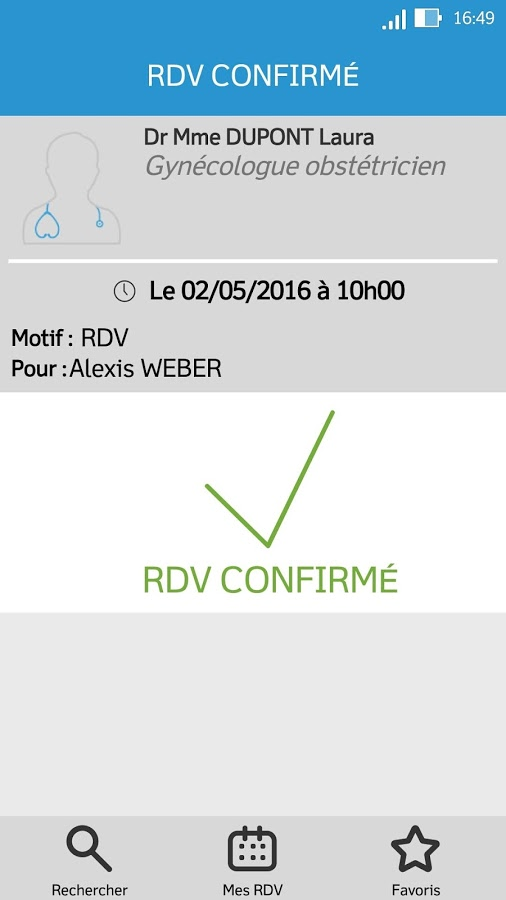 16:49
RDV CONFIRMÉ
Dr Mme DUPONT Laura
Gynécologue obstétricien
Le 02/05/2016 à 10h00
Motif : RDV
Pour :Alexis WEBER
RDV CONFIRMÉ
Rechercher Mes RDV Favoris